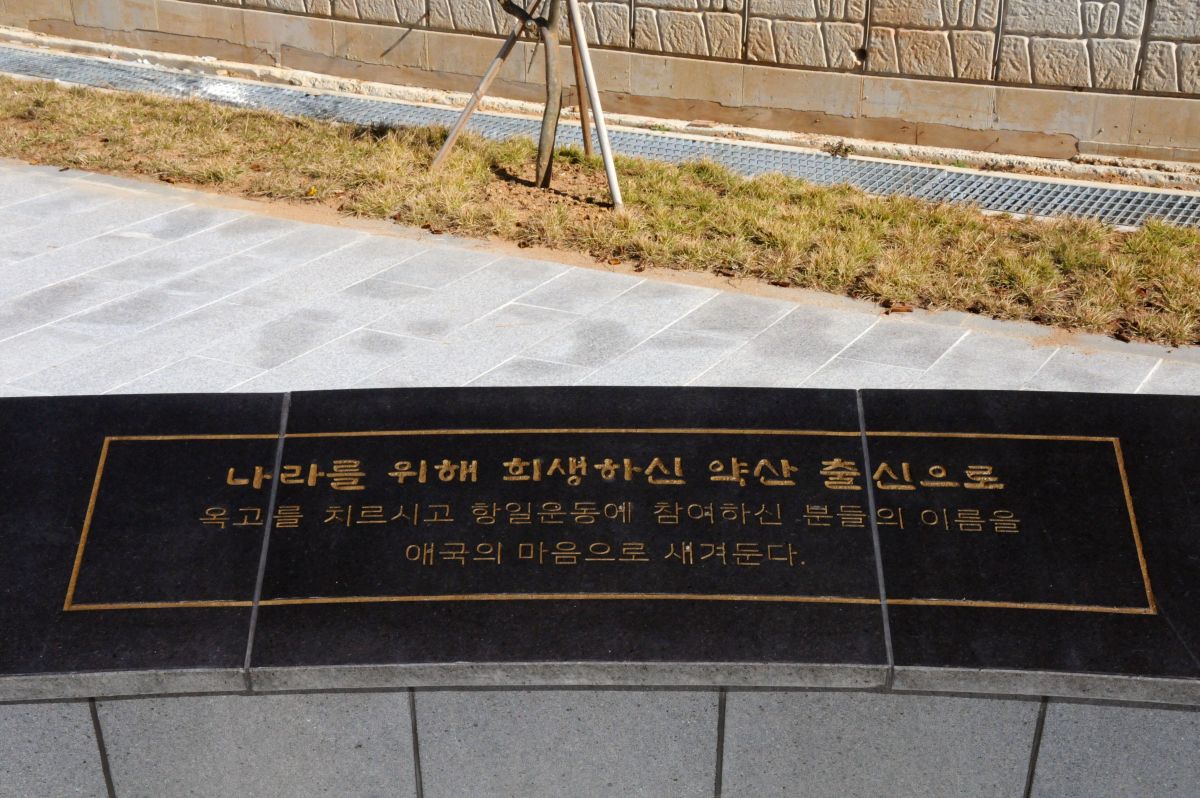 나라를 위해 희생하신 약산 출신으로
옥고를 치르시고 항일운동에 참여하신 분들의 이름을
애국의 마음으로 새겨둔다.